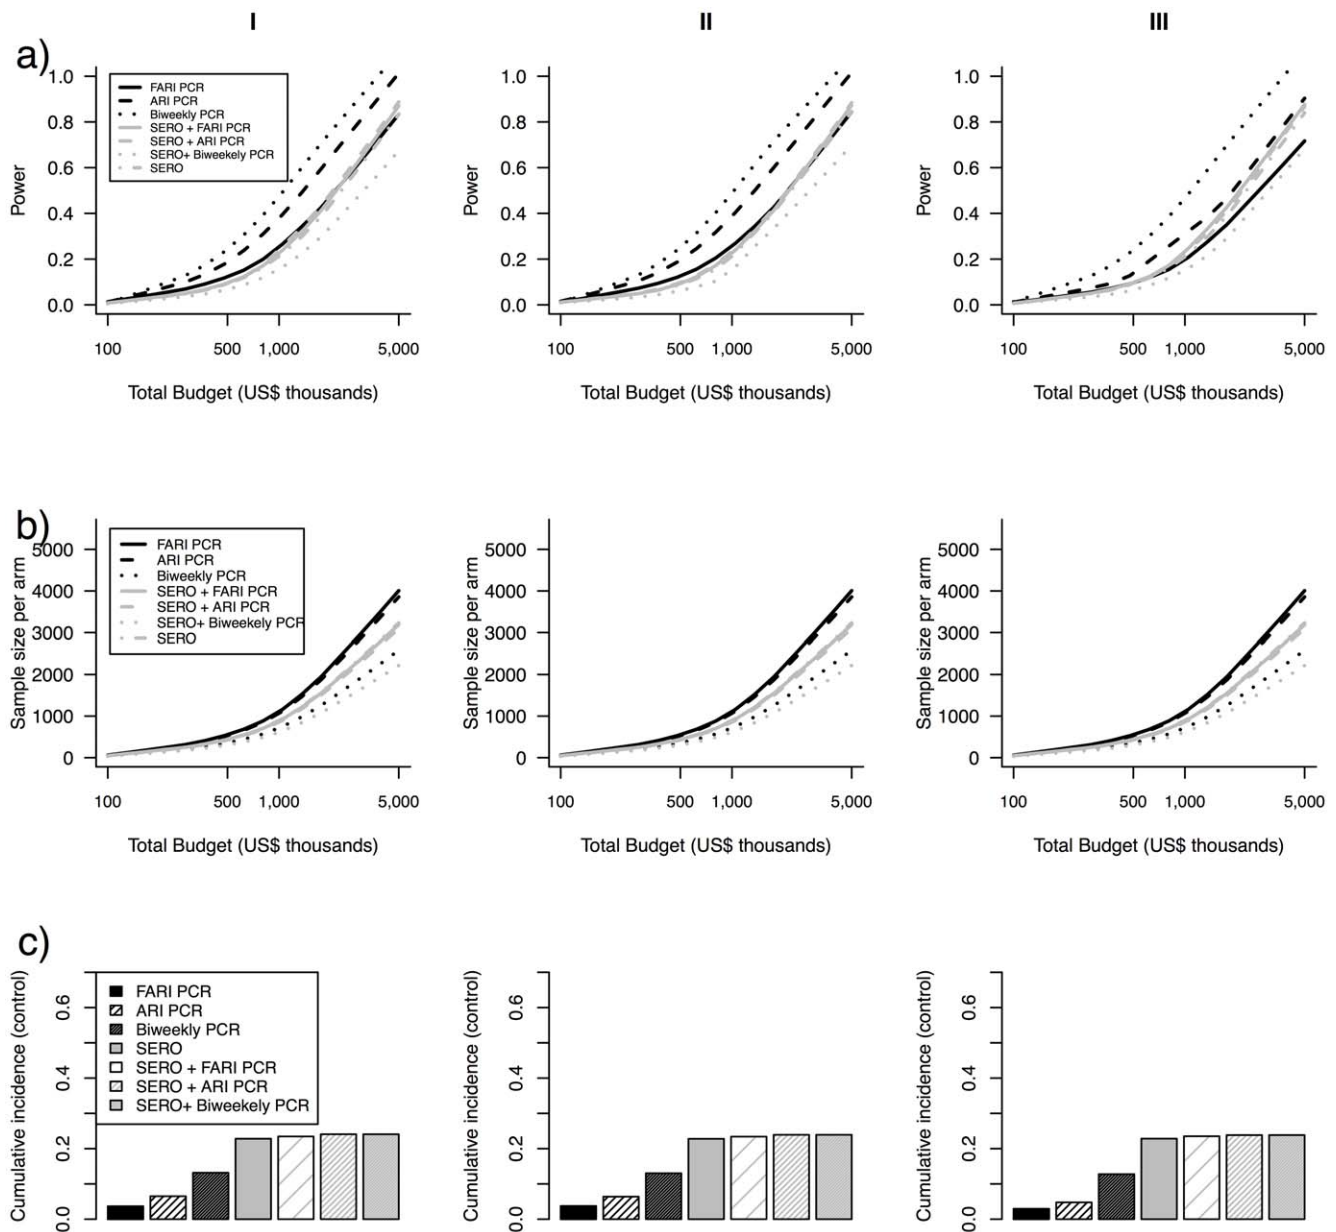 I II III
a)
1.0 1.0 1.0
0.8 0.8 0.8
0.6 0.6 0.6
0.4 0.4 0.4
0.2 0.2 0.2
0.0 0.0 0.0
Power Power Power
FARI PCR
ARI PCR
Biweekly PCR
SERO + FARI PCR
SERO + ARI PCR
SERO+ Biweekely PCR
SERO
100 500 1,000 5,000 100 500 1,000 5,000 100 500 1,000 5,000
Total Budget (US$ thousands) Total Budget (US$ thousands) Total Budget (US$ thousands)
b)
5000 5000 5000
4000 4000 4000
3000 3000 3000
2000 2000 2000
1000 1000 1000
0 0 0
Sample size per arm Sample size per arm Sample size per arm
FARI PCR
ARI PCR
Biweekly PCR
SERO + FARI PCR
SERO + ARI PCR
SERO+ Biweekely PCR
SERO
100 500 1,000 5,000 100 500 1,000 5,000 100 500 1,000 5,000
Total Budget (US$ thousands) Total Budget (US$ thousands) Total Budget (US$ thousands)
c)
0.6 0.6 0.6
0.4 0.4 0.4
0.2 0.2 0.2
0.0 0.0 0.0
Cumulative incidence (control) Cumulative incidence (control) Cumulative incidence (control)
FARI PCR
ARI PCR
Biweekly PCR
SERO
SERO + FARI PCR
SERO + ARI PCR
SERO+ Biweekely PCR